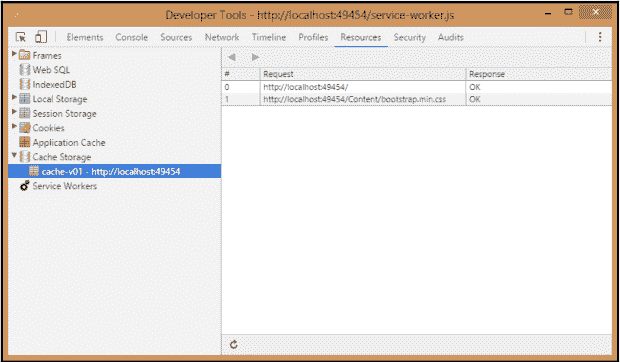 Developer Tools - http://localhost:49454/service-worker.js
Elements Console Sources Network Timeline Profiles Resources Security Audits
Frames
Web SQL
IndexedDB
Local Storage
Session Storage
Cookies
Application Cache
Cache Storage
cache-v01 - http://localhost:49454
Service Workers
# Request Response
0 http://localhost:49454/ OK
1 http://localhost:49454/Content/bootstrap.min.css OK